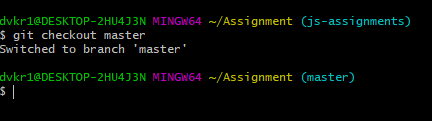 dvkr1@DESKTOP-2HU4J3N MINGW64 ~/Assignment (js-assignments)
$ git checkout master
Switched to branch 'master'
dvkr1@DESKTOP-2HU4J3N MINGW64 ~/Assignment (master)
$